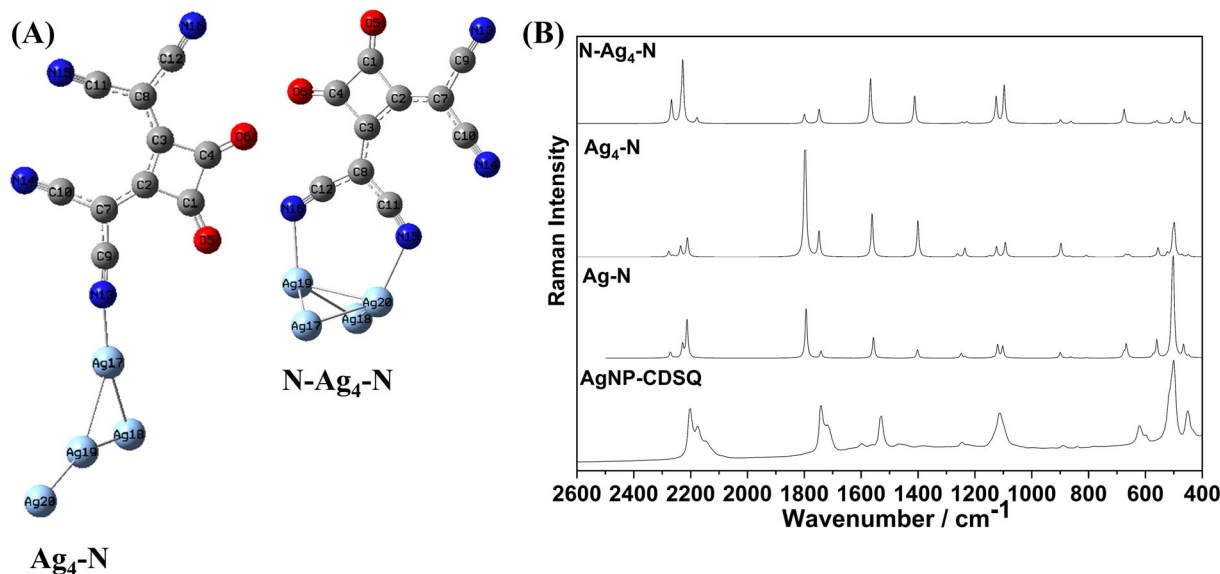 (A)
N16
C12
N15
C11
C8
C3
O6
C4
N14
C10
C2
C1
C7
O5
C9
N13
Ag17
Ag18
Ag19
Ag20
Ag₄-N
O5
N13
C1
C9
O6
C4
C2
C7
C3
C10
N14
C8
C12
C11
N16
N15
Ag19
Ag20
Ag17
Ag18
N-Ag₄-N
(B)
N-Ag₄-N
Ag₄-N
Ag-N
AgNP-CDSQ
Raman Intensity
2600 2400 2200 2000 1800 1600 1400 1200 1000 800 600 400
Wavenumber / cm⁻¹